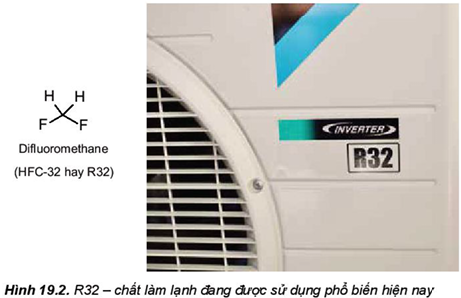 H H
F F
Difluoromethane
(HFC-32 hay R32)
INVERTER
R32
Hình 19.2. R32 – chất làm lạnh đang được sử dụng phổ biến hiện nay